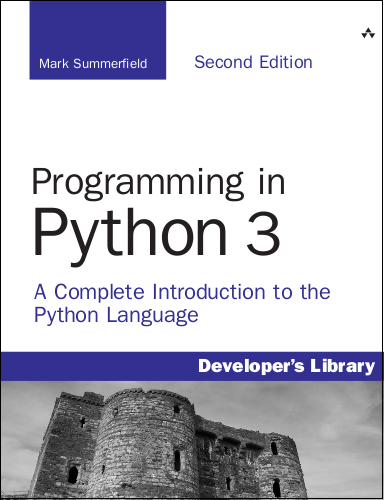 Mark Summerfield
Second Edition
Programming in
Python 3
A Complete Introduction to the
Python Language
Developer's Library